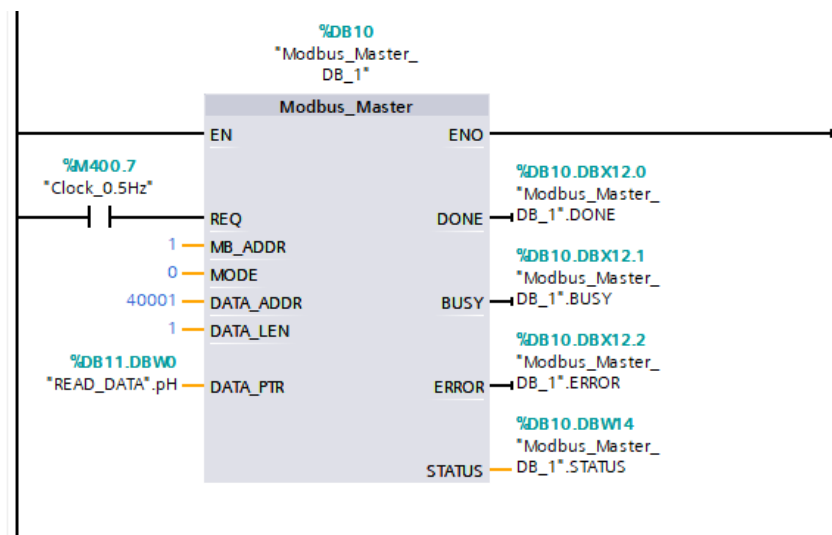 %DB10
"Modbus_Master_
DB_1"
Modbus_Master
EN
ENO
%M400.7
"Clock_0.5Hz"
REQ
%DB10.DBX12.0
"Modbus_Master_
DB_1".DONE
DONE
1
MB_ADDR
0
MODE
%DB10.DBX12.1
"Modbus_Master_
DB_1".BUSY
40001
DATA_ADDR
BUSY
1
DATA_LEN
%DB10.DBX12.2
"Modbus_Master_
DB_1".ERROR
%DB11.DBW0
"READ_DATA".pH
DATA_PTR
ERROR
%DB10.DBW14
"Modbus_Master_
DB_1".STATUS
STATUS